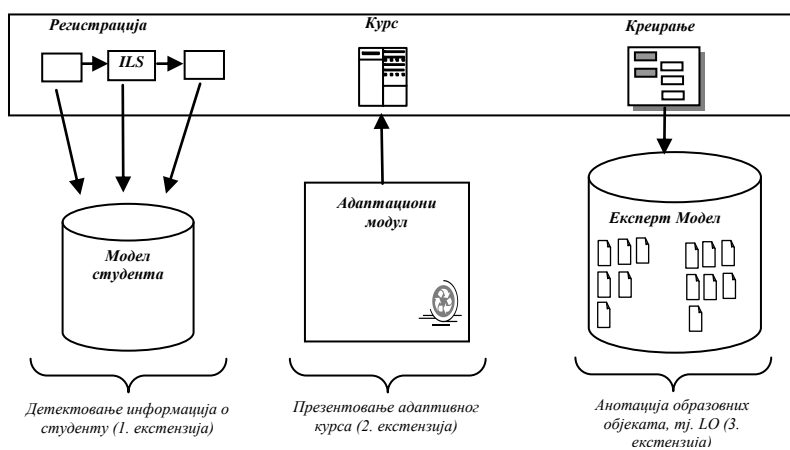 Регистрација
Курс
Креирање
ILS
Адаптациони
модул
Експерт Модел
Модел
студента
Детектовање информација о
студенту (1. екстензија)
Презентовање адаптивног
курса (2. екстензија)
Анотација образовних
објеката, тј. LO (3.
екстензија)